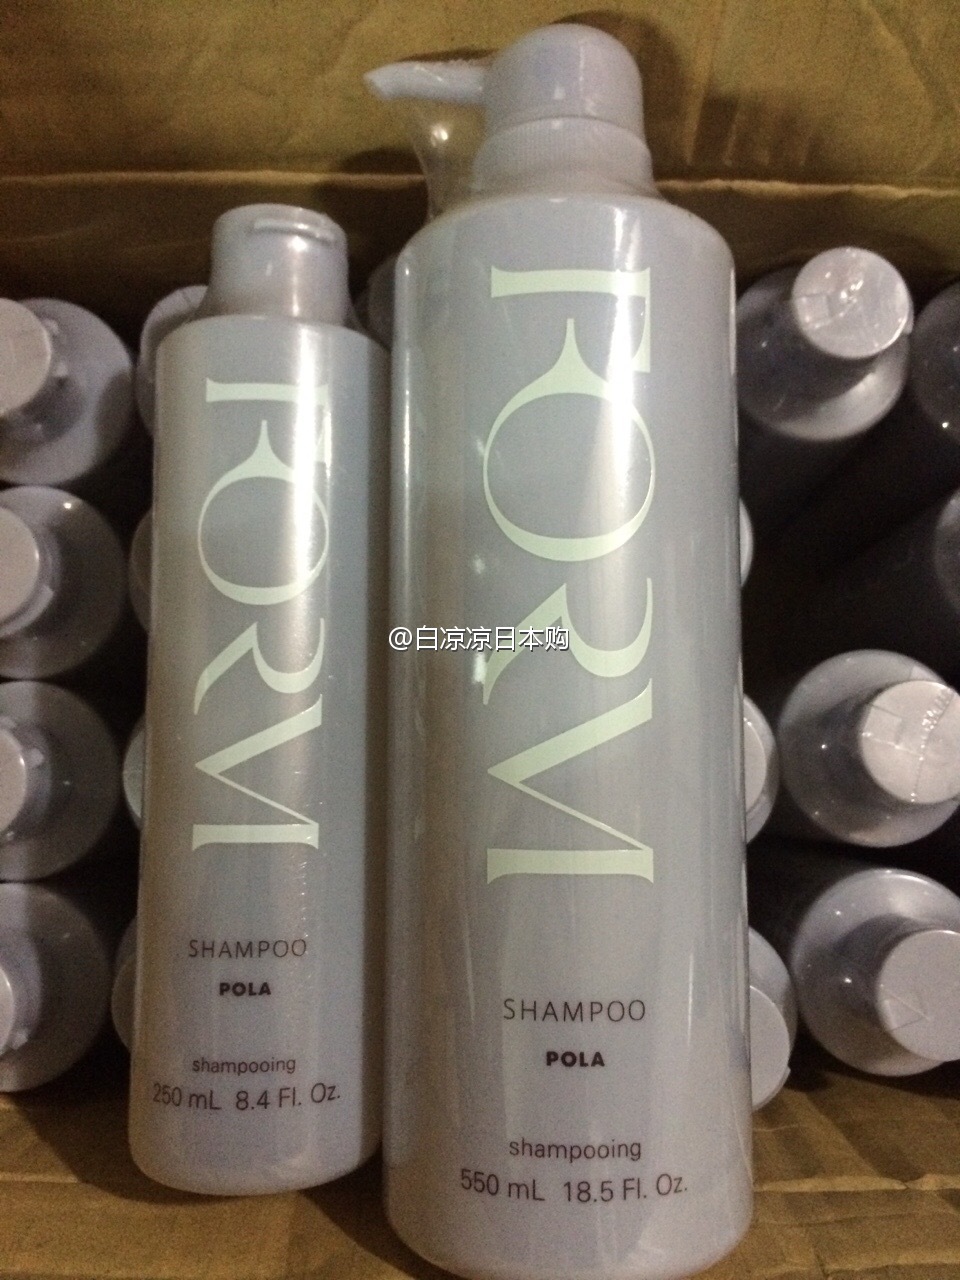 FORM
SHAMPOO
POLA
shampooing
250 mL 8.4 Fl. Oz.
FORM
SHAMPOO
POLA
shampooing
550 mL 18.5 Fl. Oz.
@白凉凉日本购